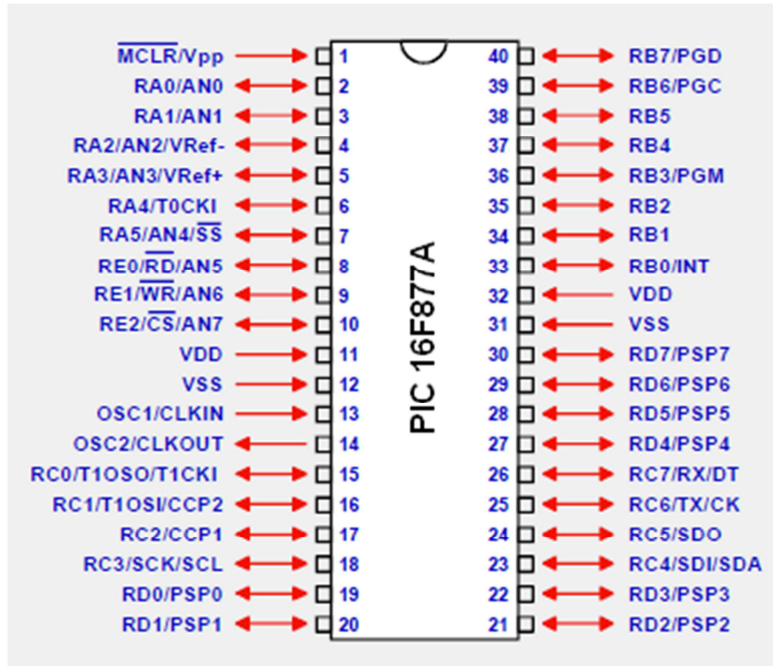 MCLR/Vpp 1 40 RB7/PGD
RA0/AN0 2 39 RB6/PGC
RA1/AN1 3 38 RB5
RA2/AN2/VRef- 4 37 RB4
RA3/AN3/VRef+ 5 36 RB3/PGM
RA4/T0CKI 6 35 RB2
RA5/AN4/SS 7 34 RB1
RE0/RD/AN5 8 33 RB0/INT
RE1/WR/AN6 9 32 VDD
RE2/CS/AN7 10 31 VSS
VDD 11 30 RD7/PSP7
VSS 12 29 RD6/PSP6
OSC1/CLKIN 13 28 RD5/PSP5
OSC2/CLKOUT 14 27 RD4/PSP4
RC0/T1OSO/T1CKI 15 26 RC7/RX/DT
RC1/T1OSI/CCP2 16 25 RC6/TX/CK
RC2/CCP1 17 24 RC5/SDO
RC3/SCK/SCL 18 23 RC4/SDI/SDA
RD0/PSP0 19 22 RD3/PSP3
RD1/PSP1 20 21 RD2/PSP2
PIC 16F877A